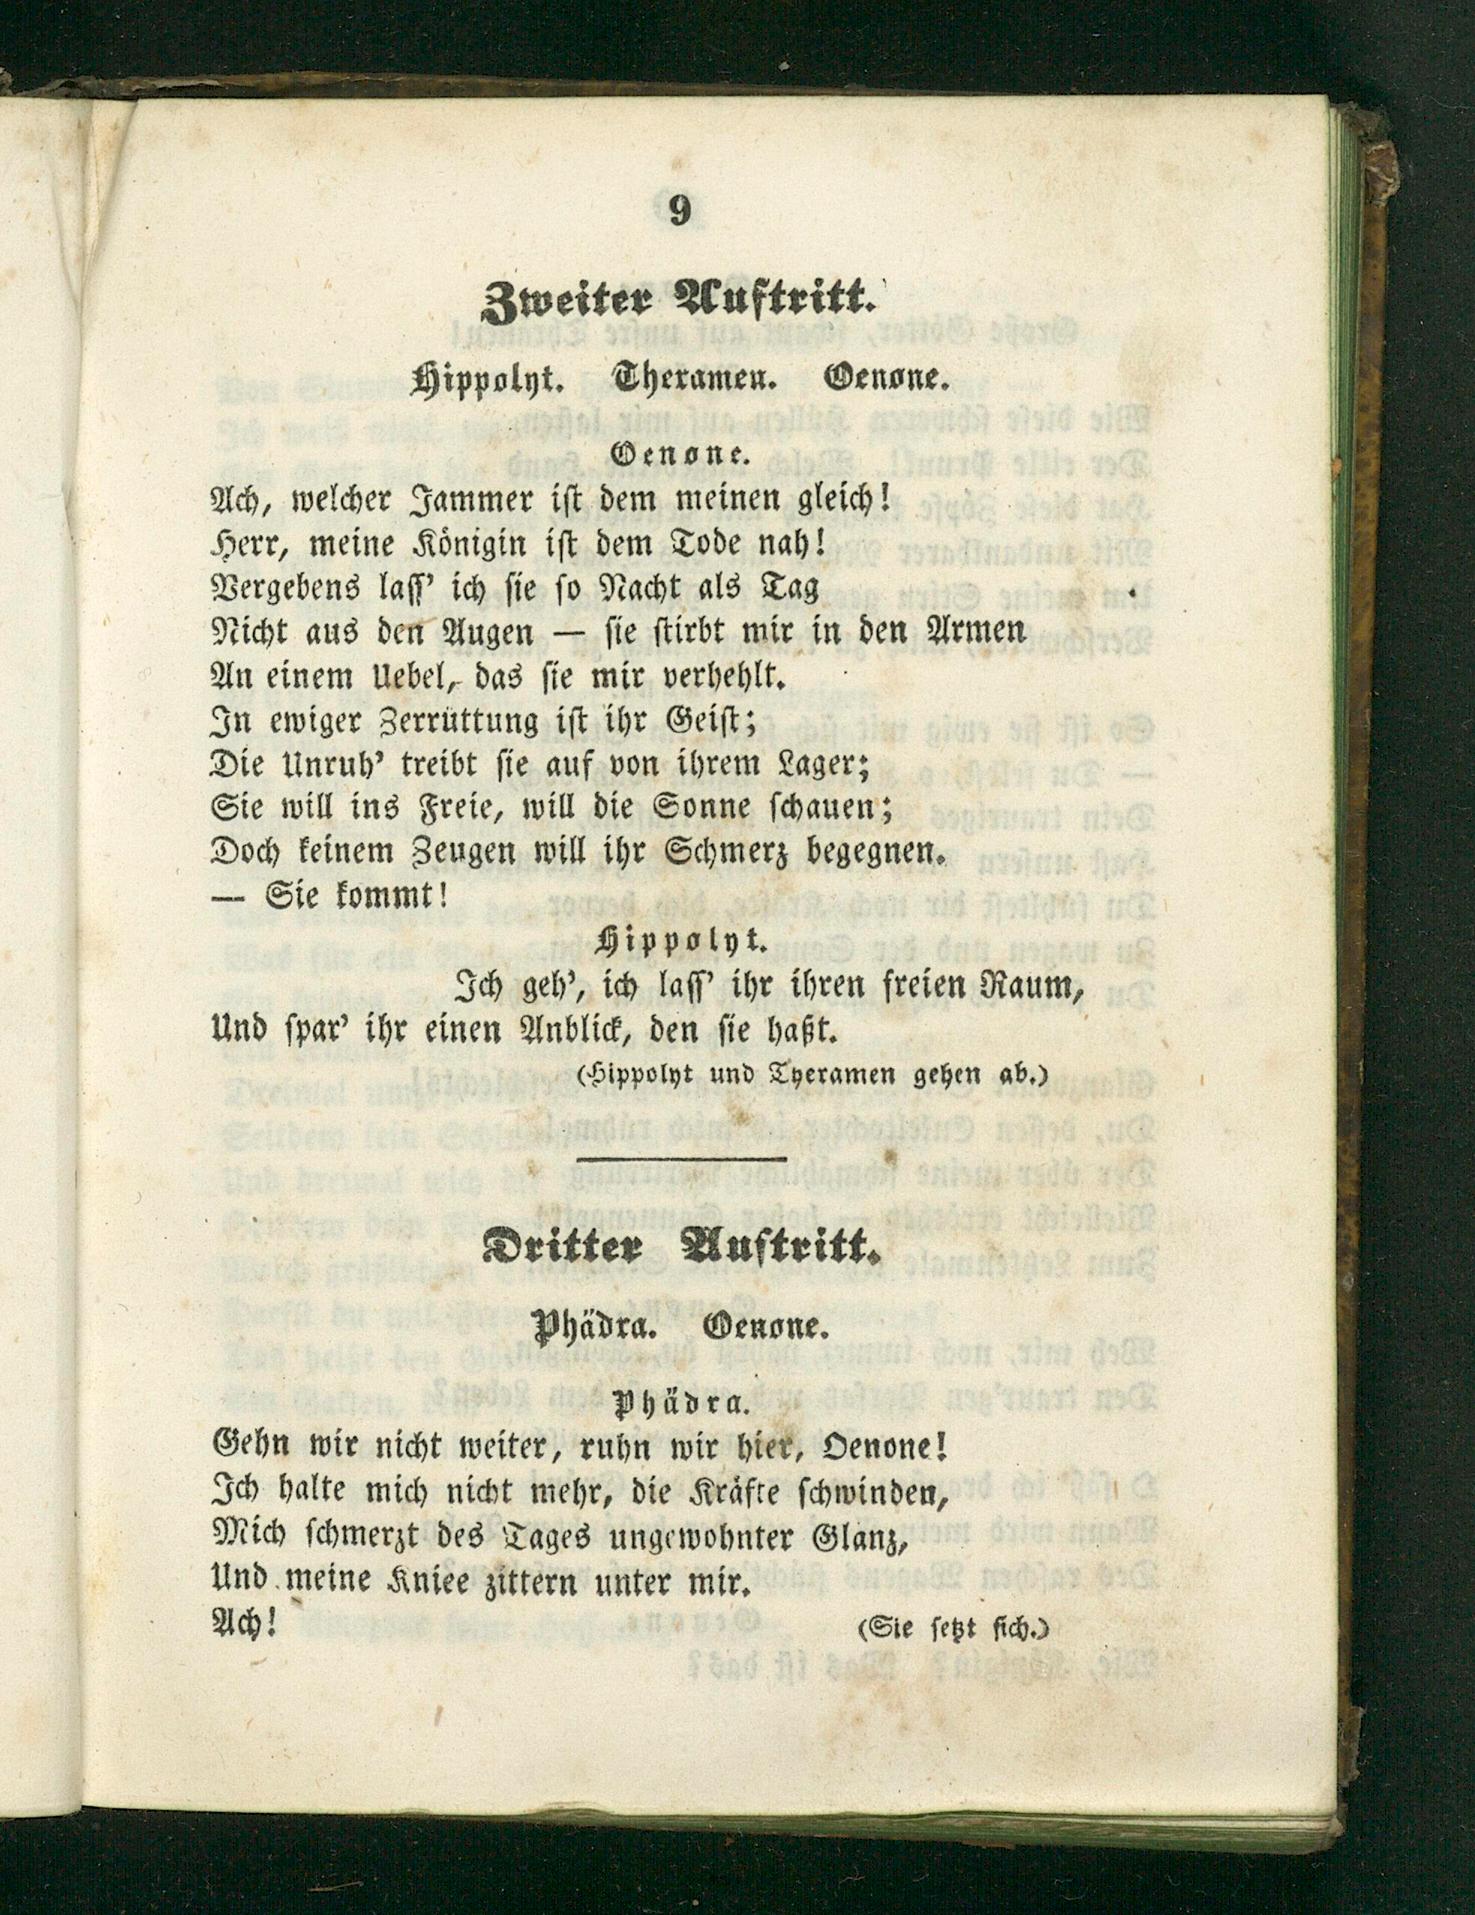 9
Zweiter Auftritt.
Hippolyt. Theramen. Oenone.
Oenone.
Ach, welcher Jammer ist dem meinen gleich!
Herr, meine Königin ist dem Tode nah!
Vergebens lass' ich sie so Nacht als Tag
Nicht aus den Augen — sie stirbt mir in den Armen
An einem Uebel, das sie mir verhehlt.
In ewiger Zerrüttung ist ihr Geist;
Die Unruh' treibt sie auf von ihrem Lager;
Sie will ins Freie, will die Sonne schauen;
Doch keinem Zeugen will ihr Schmerz begegnen.
— Sie kommt!
Hippolyt.
Ich geh', ich lass' ihr ihren freien Raum,
Und spar' ihr einen Anblick, den sie haßt.
(Hippolyt und Theramen gehen ab.)
Dritter Auftritt.
Phädra. Oenone.
Phädra.
Gehn wir nicht weiter, ruhn wir hier, Oenone!
Ich halte mich nicht mehr, die Kräfte schwinden,
Mich schmerzt des Tages ungewohnter Glanz,
Und meine Kniee zittern unter mir.
Ach! (Sie setzt sich.)